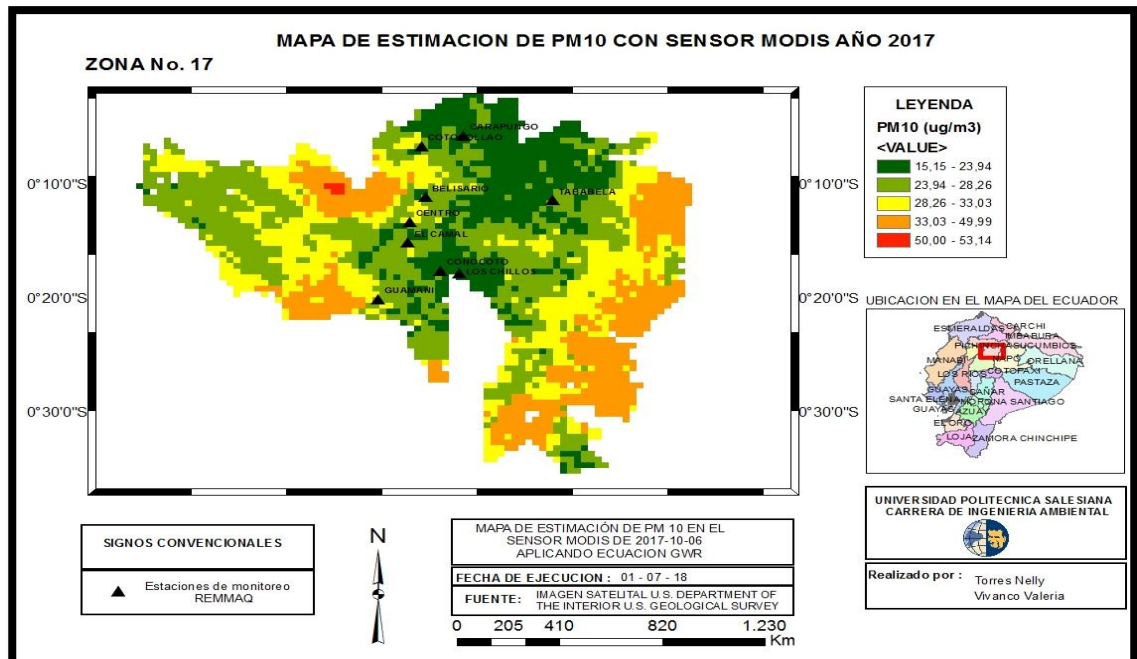 MAPA DE ESTIMACION DE PM10 CON SENSOR MODIS AÑO 2017
ZONA No. 17
CARAPUNGO
COTOCOLLAO
BELISARIO
TABABELA
CENTRO
EL CAMAL
CONOCOTO
LOS CHILLOS
GUAMANI
0°10'0"S
0°20'0"S
0°30'0"S
0°10'0"S
0°20'0"S
0°30'0"S
LEYENDA
PM10 (ug/m3)
<VALUE>
15,15 - 23,94
23,94 - 28,26
28,26 - 33,03
33,03 - 49,99
50,00 - 53,14
UBICACION EN EL MAPA DEL ECUADOR
ESMERALDAS
CARCHI
IMBABURA
PICHINCHA
SUCUMBIOS
MANABI
NAPO
ORELLANA
COTOPAXI
LOS RIOS
PASTAZA
GUAYAS
CAÑAR
SANTA ELENA
MORONA SANTIAGO
GUAYAS
AZUAY
EL ORO
LOJA
ZAMORA CHINCHIPE
UNIVERSIDAD POLITECNICA SALESIANA
CARRERA DE INGENIERIA AMBIENTAL
Realizado por : Torres Nelly
Vivanco Valeria
SIGNOS CONVENCIONALES
Estaciones de monitoreo
REMMAQ
N
MAPA DE ESTIMACIÓN DE PM 10 EN EL
SENSOR MODIS DE 2017-10-06
APLICANDO ECUACION GWR
FECHA DE EJECUCION : 01 - 07 - 18
FUENTE: IMAGEN SATELITAL U.S. DEPARTMENT OF
THE INTERIOR U.S. GEOLOGICAL SURVEY
0 205 410 820 1.230
Km